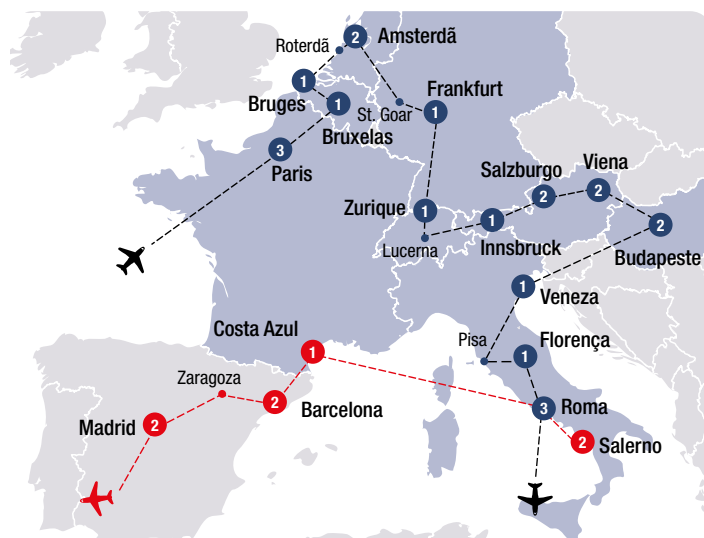 Amsterdã
2
Roterdã
1
Bruges
Frankfurt
1
St. Goar
1
Bruxelas
3
Paris
Salzburgo
2
Viena
2
Zurique
1
1
Innsbruck
2
Budapeste
Lucerna
1
Veneza
Costa Azul
1
Pisa
Florença
1
Zaragoza
2
Barcelona
3
Roma
Madrid
2
2
Salerno